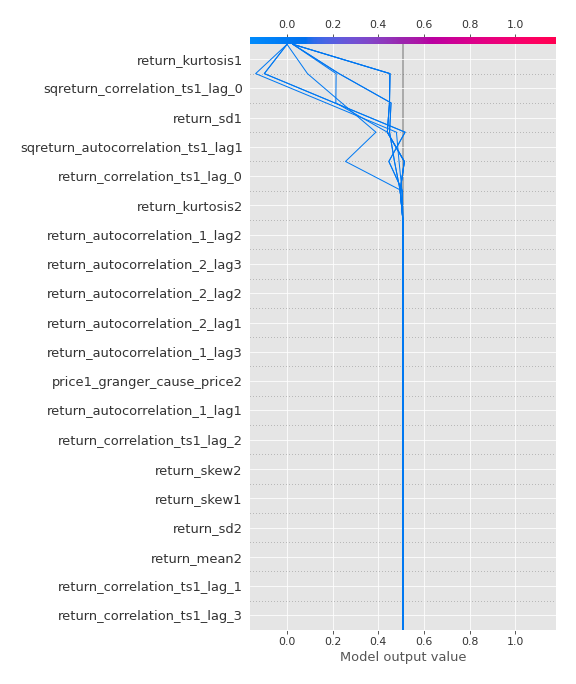 0.0 0.2 0.4 0.6 0.8 1.0
return_kurtosis1
sqreturn_correlation_ts1_lag_0
return_sd1
sqreturn_autocorrelation_ts1_lag1
return_correlation_ts1_lag_0
return_kurtosis2
return_autocorrelation_1_lag2
return_autocorrelation_2_lag3
return_autocorrelation_2_lag2
return_autocorrelation_2_lag1
return_autocorrelation_1_lag3
price1_granger_cause_price2
return_autocorrelation_1_lag1
return_correlation_ts1_lag_2
return_skew2
return_skew1
return_sd2
return_mean2
return_correlation_ts1_lag_1
return_correlation_ts1_lag_3
0.0 0.2 0.4 0.6 0.8 1.0
Model output value